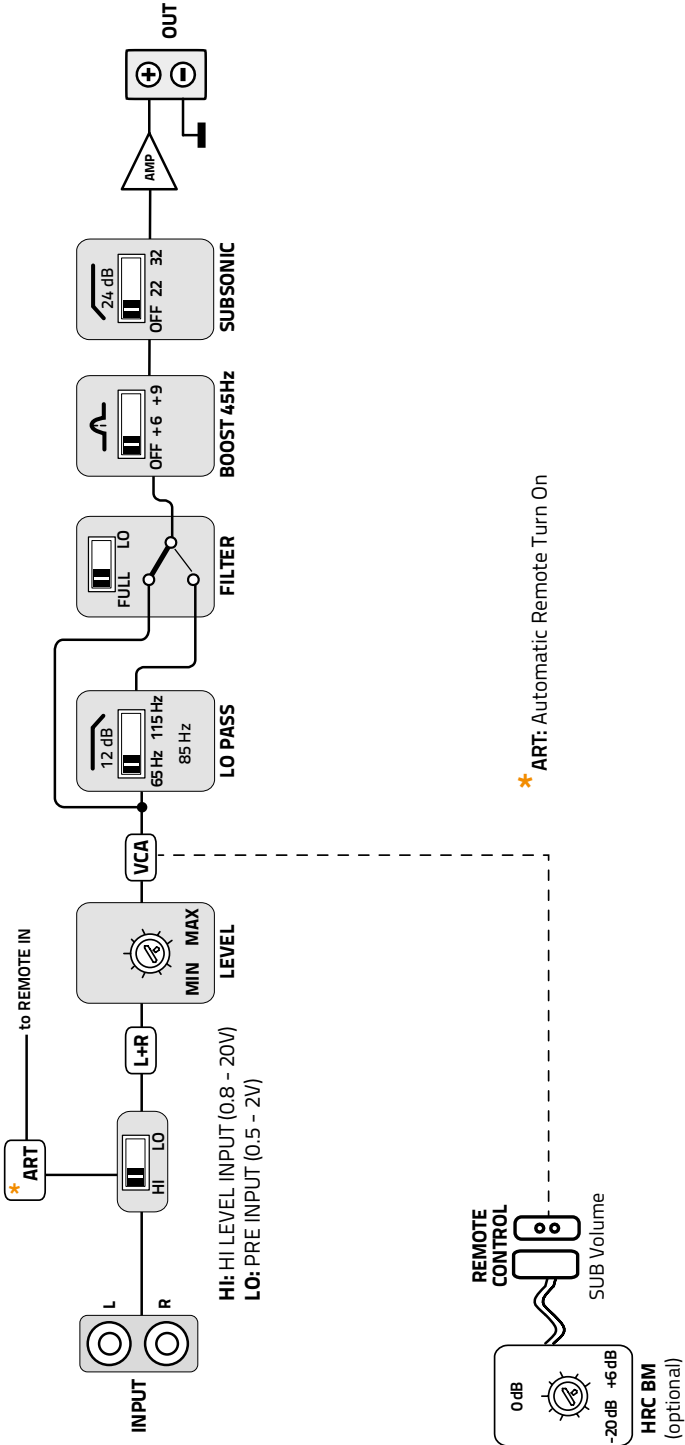 INPUT
L
R
* ART
to REMOTE IN
HI LO
HI: HI LEVEL INPUT (0.8 - 20V)
LO: PRE INPUT (0.5 - 2V)
L+R
MIN MAX
LEVEL
VCA
12 dB
65 Hz 115 Hz
85 Hz
LO PASS
FULL LO
FILTER
OFF +6 +9
BOOST 45Hz
24 dB
OFF 22 32
SUBSONIC
AMP
+
-
OUT
0 dB
-20 dB +6 dB
HRC BM
(optional)
REMOTE
CONTROL
SUB Volume
* ART: Automatic Remote Turn On